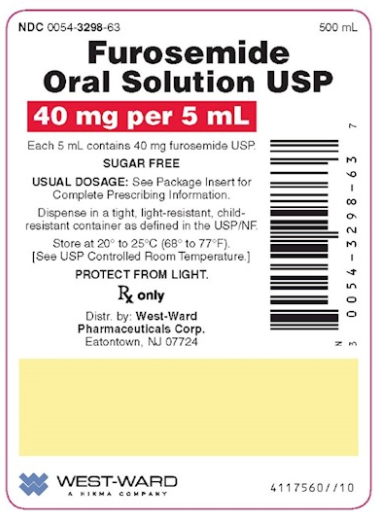 NDC 0054-3298-63 500 mL
Furosemide
Oral Solution USP
40 mg per 5 mL
Each 5 mL contains 40 mg furosemide USP.
SUGAR FREE
USUAL DOSAGE: See Package Insert for
Complete Prescribing Information.
Dispense in a tight, light-resistant, child-
resistant container as defined in the USP/NF.
Store at 20° to 25°C (68° to 77°F).
[See USP Controlled Room Temperature.]
PROTECT FROM LIGHT.
℞ only
Distr. by: West-Ward
Pharmaceuticals Corp.
Eatontown, NJ 07724
N 3 0054-3298-63 7
WEST-WARD
A HIKMA COMPANY
4117560//10